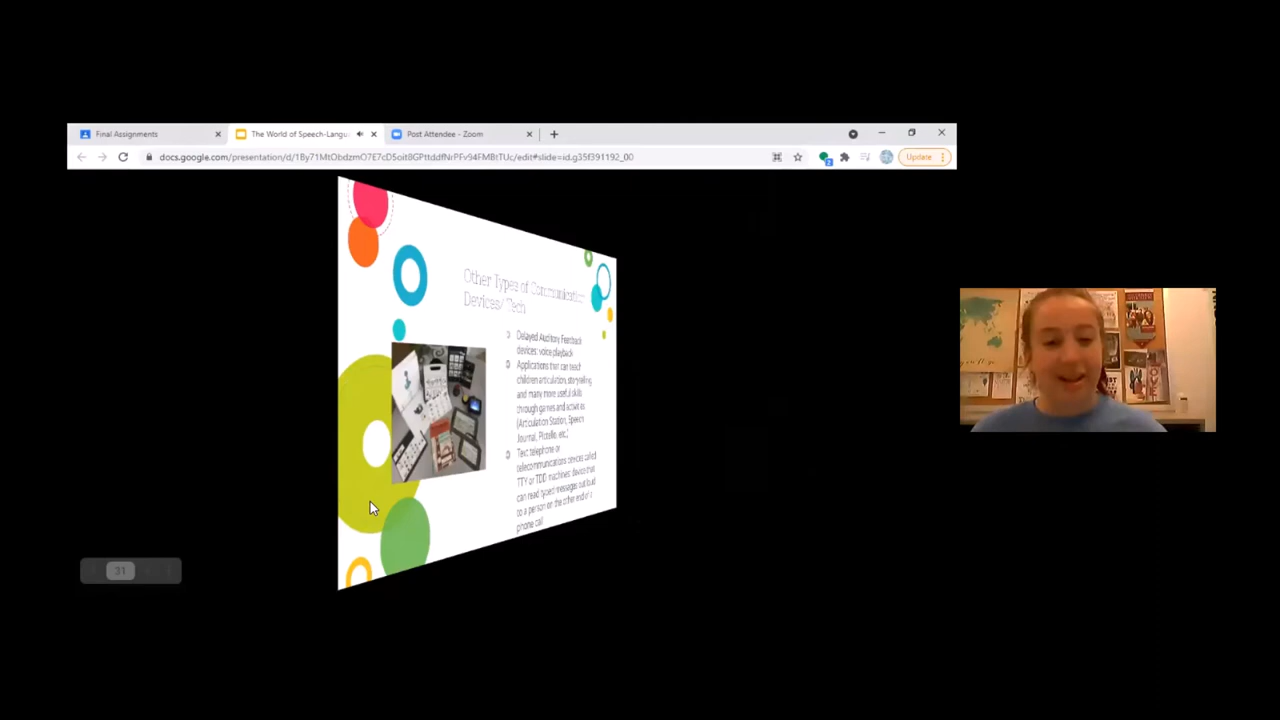 Final Assignments
The World of Speech-Langu
Post Attendee - Zoom
docs.google.com/presentation/d/1By71MtObdzmO7E7cD5oit8GPttddfNrPFv94FMBtTUc/edit#slide=id.g35f391192_00
Update
Other Types of Communication
Devices/ Tech
Delayed Auditory Feedback
devices: voice playback
Applications that can teach
children articulation, storytelling
and many more useful skills
through games and activities
(Articulation Station, Speech
Journal, Pictello, etc.)
Text telephone or
telecommunications devices called
TTY or TDD machines: device that
can read typed messages out loud
to a person on the other end of a
phone call
31